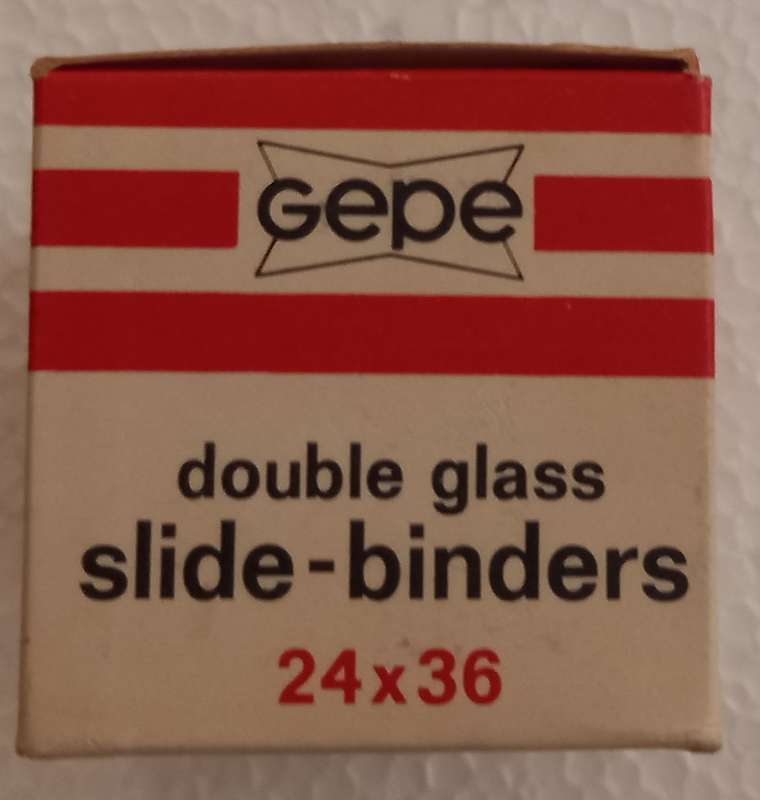 Gepe
double glass
slide-binders
24x36